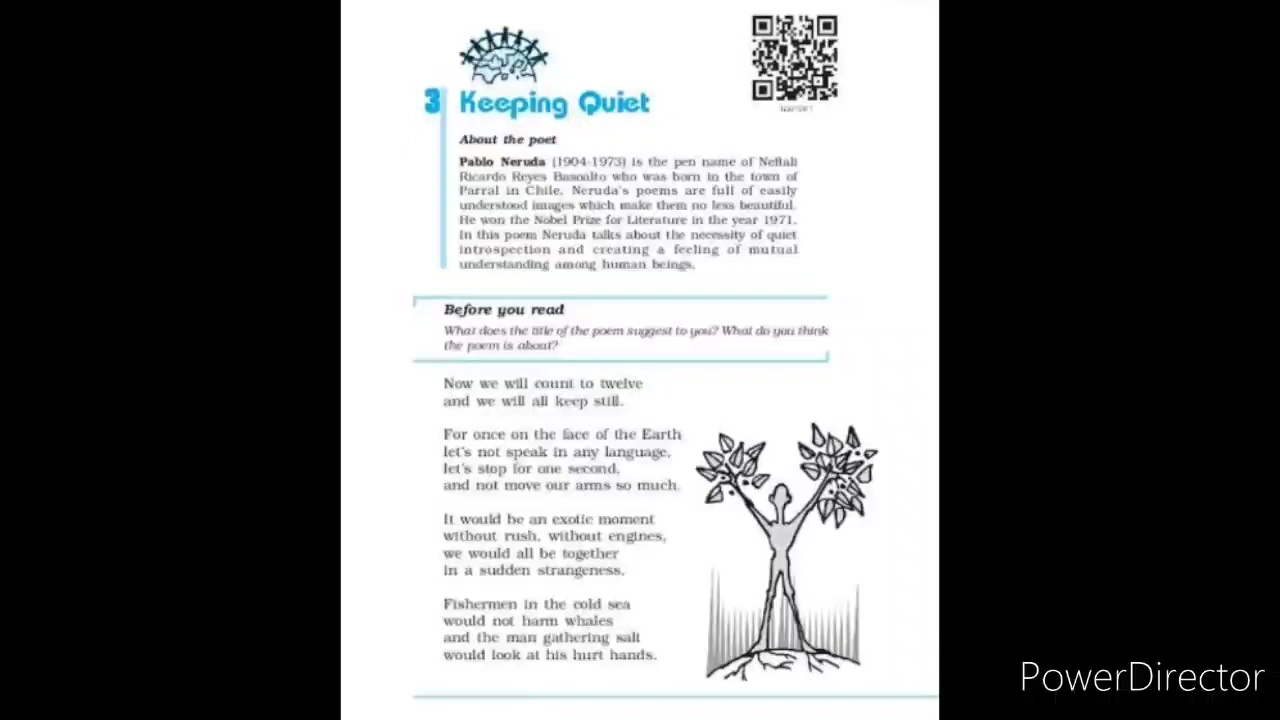 3 Keeping Quiet
About the poet
Pablo Neruda (1904-1973) is the pen name of Neftali
Ricardo Reyes Basoalto who was born in the town of
Parral in Chile. Neruda's poems are full of easily
understood images which make them no less beautiful.
He won the Nobel Prize for Literature in the year 1971.
In this poem Neruda talks about the necessity of quiet
introspection and creating a feeling of mutual
understanding among human beings.
Before you read
What does the title of the poem suggest to you? What do you think
the poem is about?
Now we will count to twelve
and we will all keep still.
For once on the face of the Earth
let's not speak in any language,
let's stop for one second,
and not move our arms so much.
It would be an exotic moment
without rush, without engines,
we would all be together
in a sudden strangeness.
Fishermen in the cold sea
would not harm whales
and the man gathering salt
would look at his hurt hands.
PowerDirector